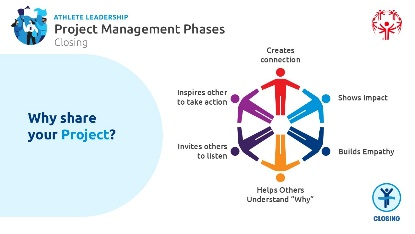 ATHLETE LEADERSHIP
Project Management Phases
Closing
Creates
connection
Inspires other
to take action
Shows Impact
Why share
your Project?
Invites others
to listen
Builds Empathy
Helps Others
Understand "Why"
CLOSING